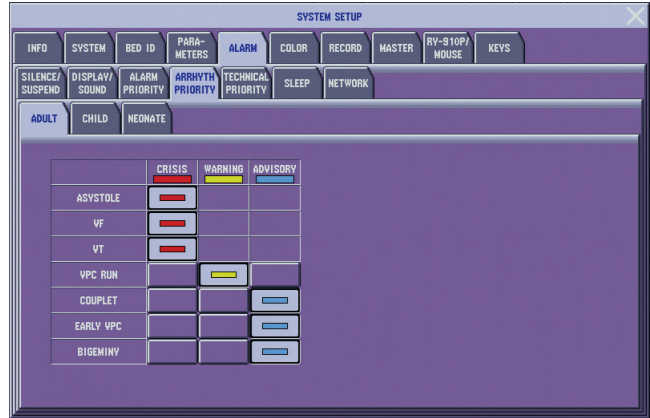 SYSTEM SETUP
INFO SYSTEM BED ID PARA-METERS ALARM COLOR RECORD MASTER RY-910P/MOUSE KEYS
SILENCE/SUSPEND DISPLAY/SOUND ALARM PRIORITY ARRHYTH PRIORITY TECHNICAL PRIORITY SLEEP NETWORK
ADULT CHILD NEONATE
CRISIS WARNING ADVISORY
ASYSTOLE
VF
VT
VPC RUN
COUPLET
EARLY VPC
BIGEMINY